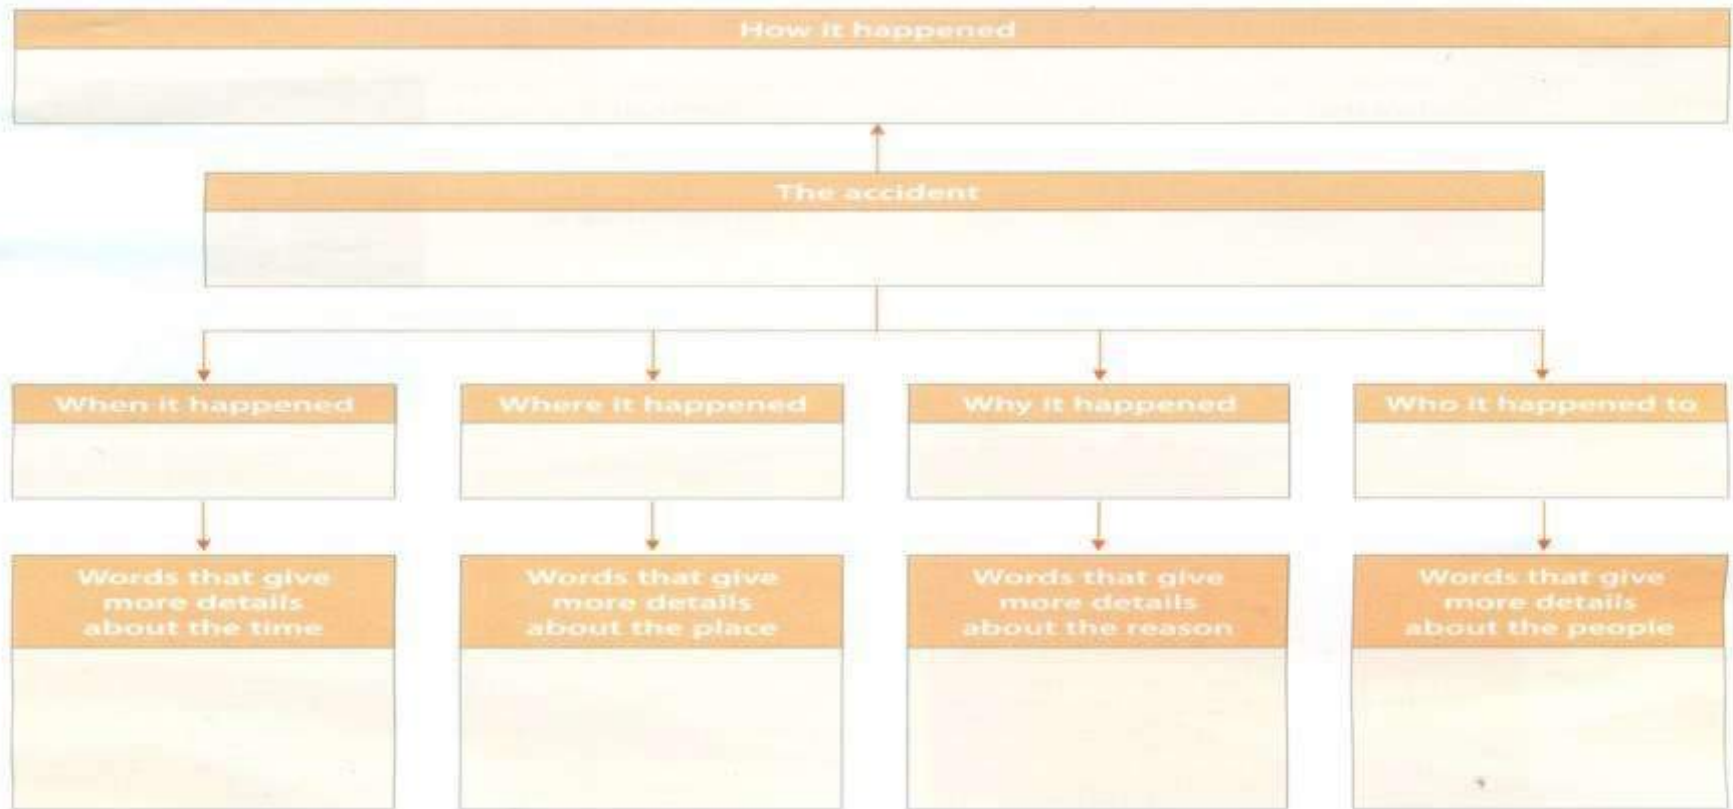 How it happened
The accident
When it happened
Where it happened
Why it happened
Who it happened to
Words that give
more details
about the time
Words that give
more details
about the place
Words that give
more details
about the reason
Words that give
more details
about the people